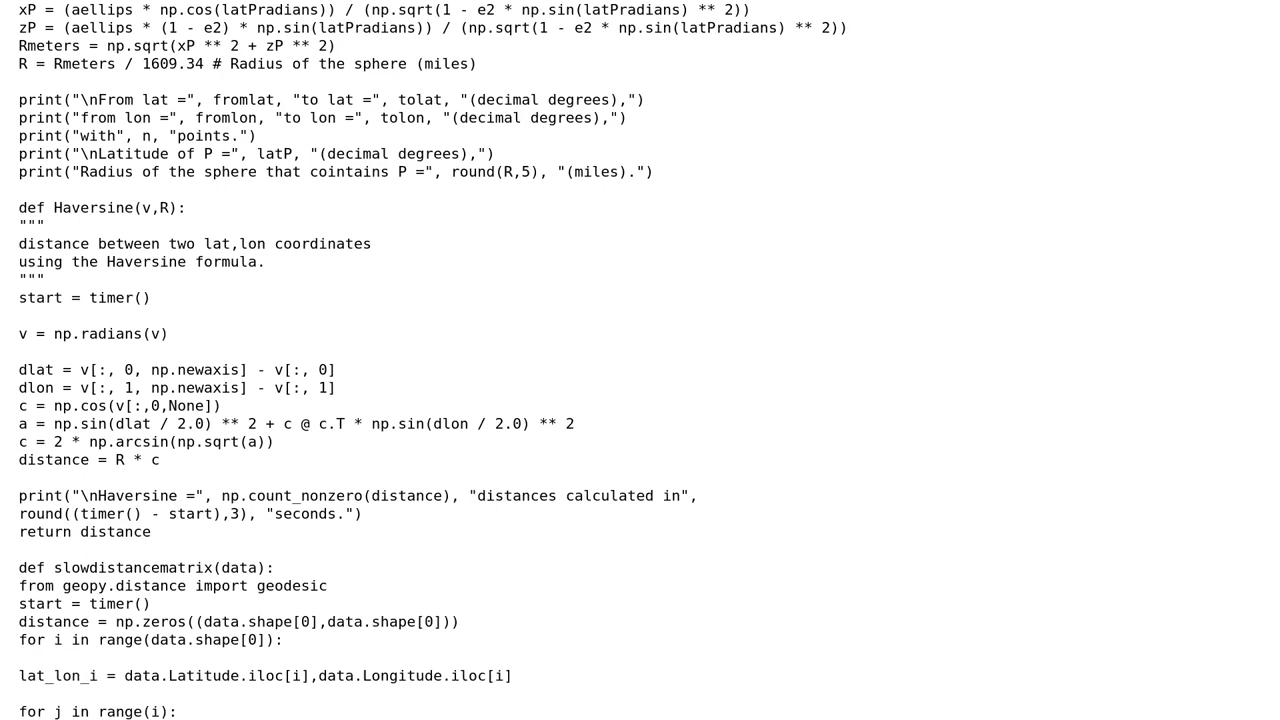 xP = (aellips * np.cos(latPradians)) / (np.sqrt(1 - e2 * np.sin(latPradians) ** 2))
zP = (aellips * (1 - e2) * np.sin(latPradians)) / (np.sqrt(1 - e2 * np.sin(latPradians) ** 2))
Rmeters = np.sqrt(xP ** 2 + zP ** 2)
R = Rmeters / 1609.34 # Radius of the sphere (miles)
print("\nFrom lat =", fromlat, "to lat =", tolat, "(decimal degrees),")
print("from lon =", fromlon, "to lon =", tolon, "(decimal degrees),")
print("with", n, "points.")
print("\nLatitude of P =", latP, "(decimal degrees),")
print("Radius of the sphere that cointains P =", round(R,5), "(miles).")
def Haversine(v,R):
"""
distance between two lat,lon coordinates
using the Haversine formula.
"""
start = timer()
v = np.radians(v)
dlat = v[:, 0, np.newaxis] - v[:, 0]
dlon = v[:, 1, np.newaxis] - v[:, 1]
c = np.cos(v[:,0,None])
a = np.sin(dlat / 2.0) ** 2 + c @ c.T * np.sin(dlon / 2.0) ** 2
c = 2 * np.arcsin(np.sqrt(a))
distance = R * c
print("\nHaversine =", np.count_nonzero(distance), "distances calculated in",
round((timer() - start),3), "seconds.")
return distance
def slowdistancematrix(data):
from geopy.distance import geodesic
start = timer()
distance = np.zeros((data.shape[0],data.shape[0]))
for i in range(data.shape[0]):
lat_lon_i = data.Latitude.iloc[i],data.Longitude.iloc[i]
for j in range(i):